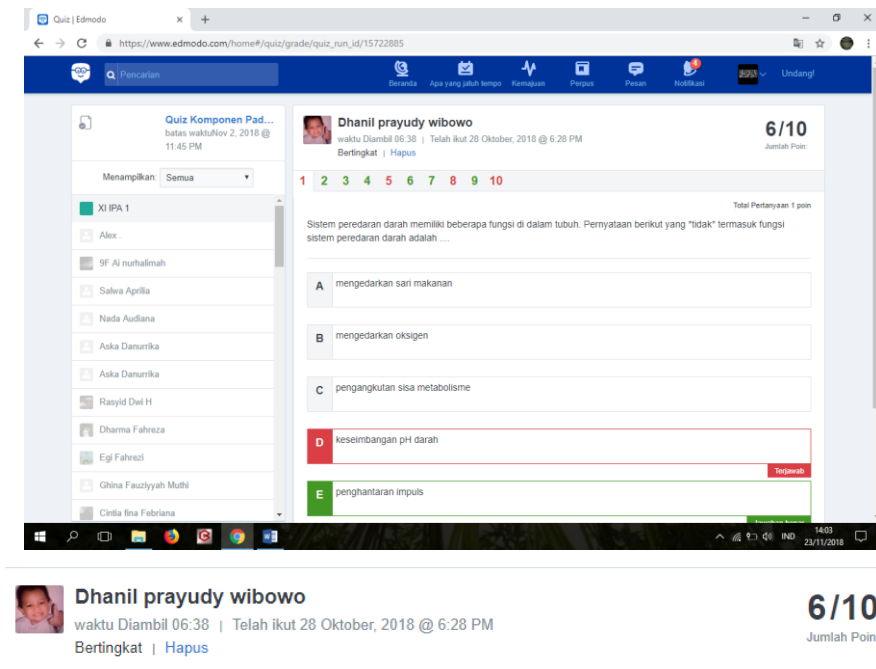 Quiz | Edmodo
https://www.edmodo.com/home#/quiz/grade/quiz_run_id/15722885
Pencarian
Beranda
Apa yang jatuh tempo
Kemajuan
Perpus
Pesan
4
Notifikasi
Undang!
Quiz Komponen Pad...
batas waktuNov 2, 2018 @
11:45 PM
Menampilkan: Semua
XI IPA 1
Alex .
9F Ai nurhalimah
Salwa Aprilia
Nada Audiana
Aska Danurrika
Aska Danurrika
Rasyid Dwi H
Dharma Fahreza
Egi Fahrezi
Ghina Fauziyyah Muthi
Cintia fina Febriana
Dhanil prayudy wibowo
waktu Diambil 06:38 | Telah ikut 28 Oktober, 2018 @ 6:28 PM
Bertingkat | Hapus
6/10
Jumlah Poin:
1 2 3 4 5 6 7 8 9 10
Total Pertanyaan 1 poin
Sistem peredaran darah memiliki beberapa fungsi di dalam tubuh. Pernyataan berikut yang "tidak" termasuk fungsi
sistem peredaran darah adalah ....
A mengedarkan sari makanan
B mengedarkan oksigen
C pengangkutan sisa metabolisme
D keseimbangan pH darah
Terjawab
E penghantaran impuls
IND
14:03
23/11/2018
Dhanil prayudy wibowo
waktu Diambil 06:38 | Telah ikut 28 Oktober, 2018 @ 6:28 PM
Bertingkat | Hapus
6/10
Jumlah Poin